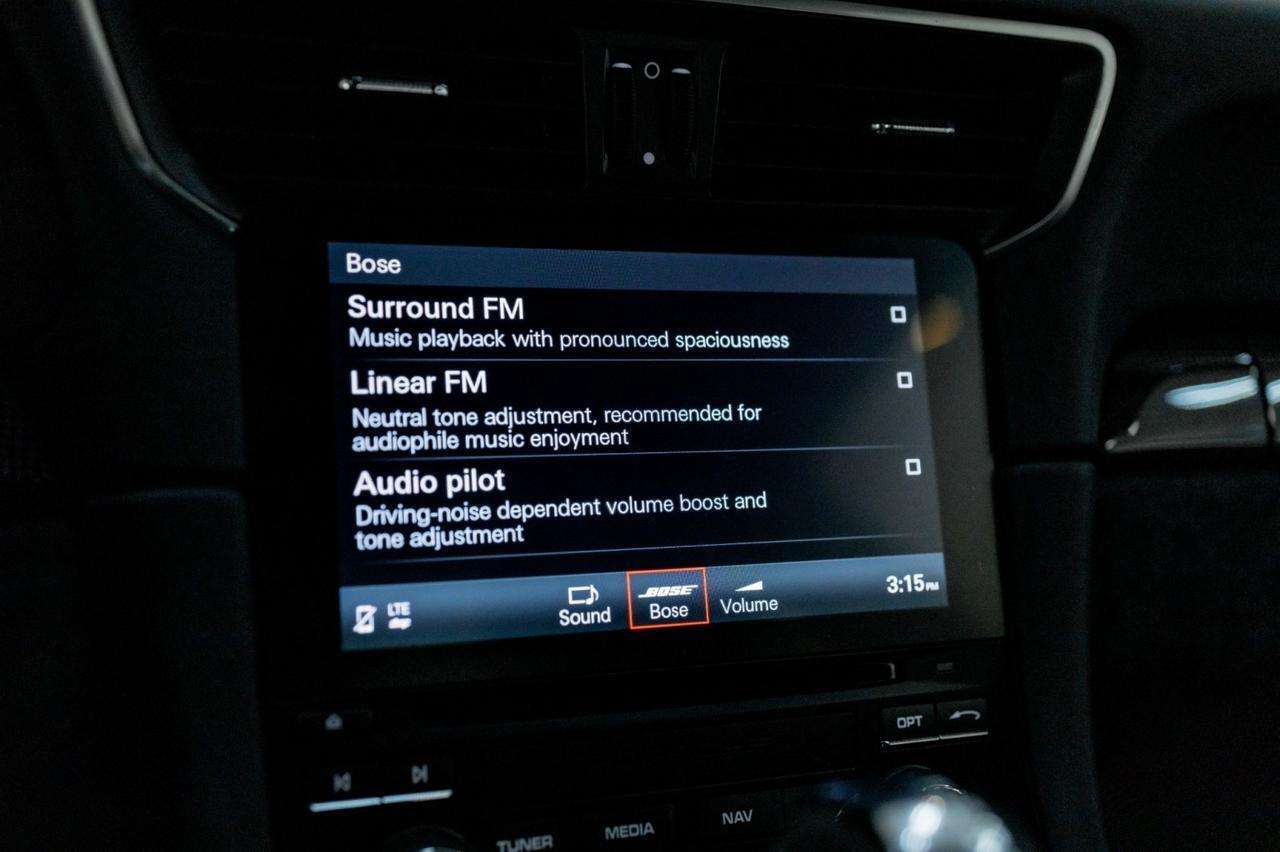 Bose
Surround FM
Music playback with pronounced spaciousness
Linear FM
Neutral tone adjustment, recommended for
audiophile music enjoyment
Audio pilot
Driving-noise dependent volume boost and
tone adjustment
LTE
Sound
BOSE
Bose
Volume
3:15 PM
OPT
TUNER
MEDIA
NAV